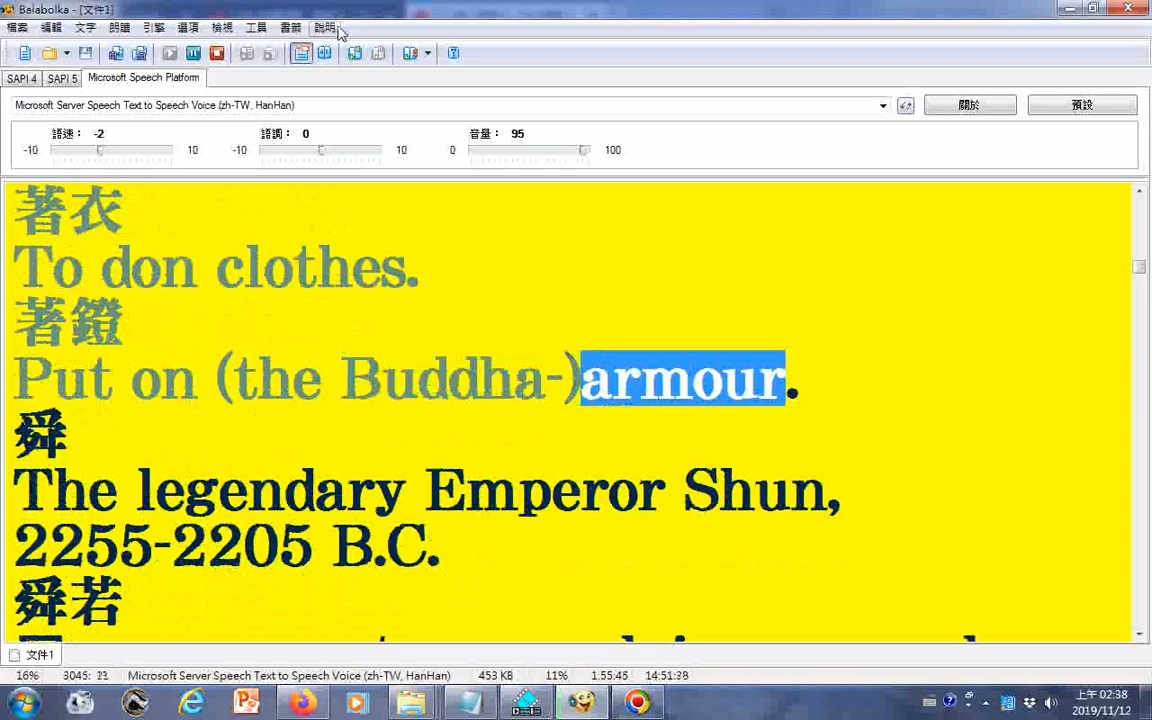 Balabolka - [文件1]
檔案 編輯 文字 朗讀 引擎 選項 檢視 工具 書籤 說明
SAPI 4 SAPI 5 Microsoft Speech Platform
Microsoft Server Speech Text to Speech Voice (zh-TW, HanHan) 關於 預設
語速： -2 語調： 0 音量： 95
-10 10 -10 10 0 100
著衣
To don clothes.
著鐙
Put on (the Buddha-)armour.
舜
The legendary Emperor Shun,
2255-2205 B.C.
舜若
文件1
16% 3045: 21 Microsoft Server Speech Text to Speech Voice (zh-TW, HanHan) 453 KB 11% 1:55:45 14:51:38
上午 02:38
2019/11/12